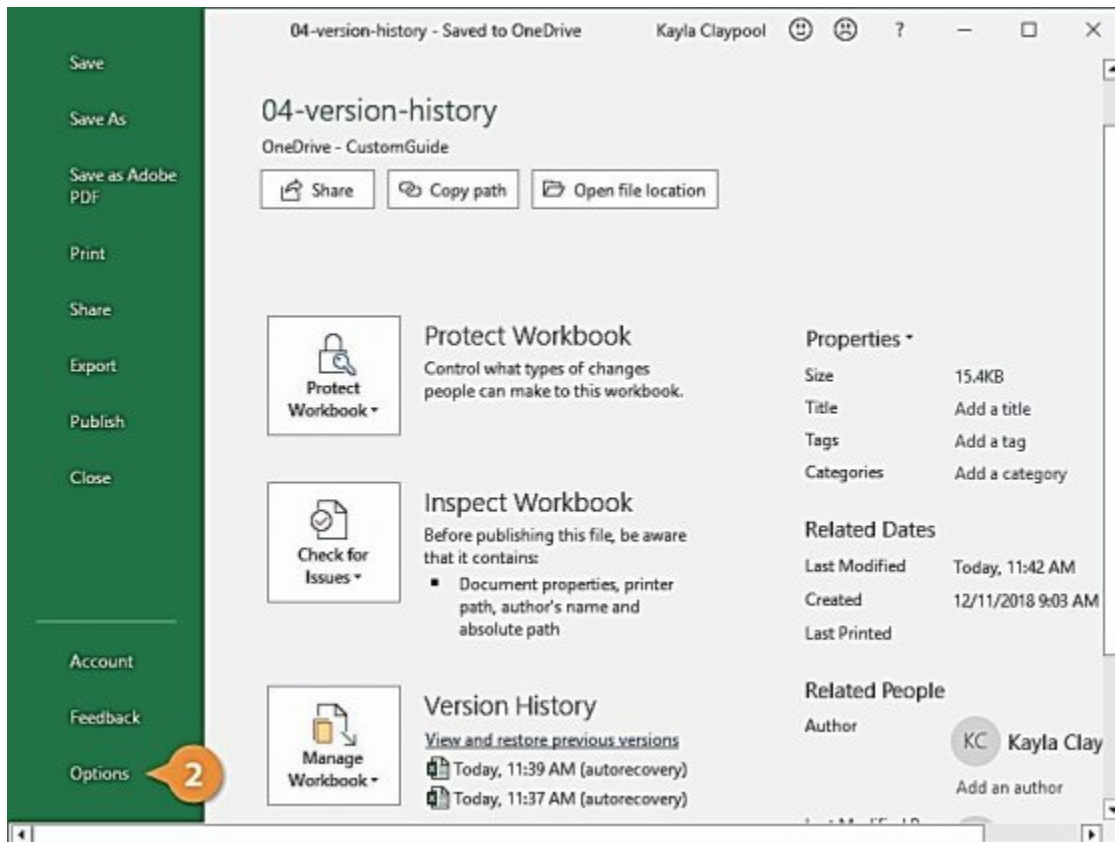 04-version-history - Saved to OneDrive
Kayla Claypool
?
Save
Save As
Save as Adobe
PDF
Print
Share
Export
Publish
Close
Account
Feedback
Options
2
04-version-history
OneDrive - CustomGuide
Share
Copy path
Open file location
Protect
Workbook
Protect Workbook
Control what types of changes
people can make to this workbook.
Check for
Issues
Inspect Workbook
Before publishing this file, be aware
that it contains:
▪ Document properties, printer
path, author's name and
absolute path
Manage
Workbook
Version History
View and restore previous versions
Today, 11:39 AM (autorecovery)
Today, 11:37 AM (autorecovery)
Properties
Size 15.4KB
Title Add a title
Tags Add a tag
Categories Add a category
Related Dates
Last Modified Today, 11:42 AM
Created 12/11/2018 9:03 AM
Last Printed
Related People
Author
KC Kayla Clay
Add an author